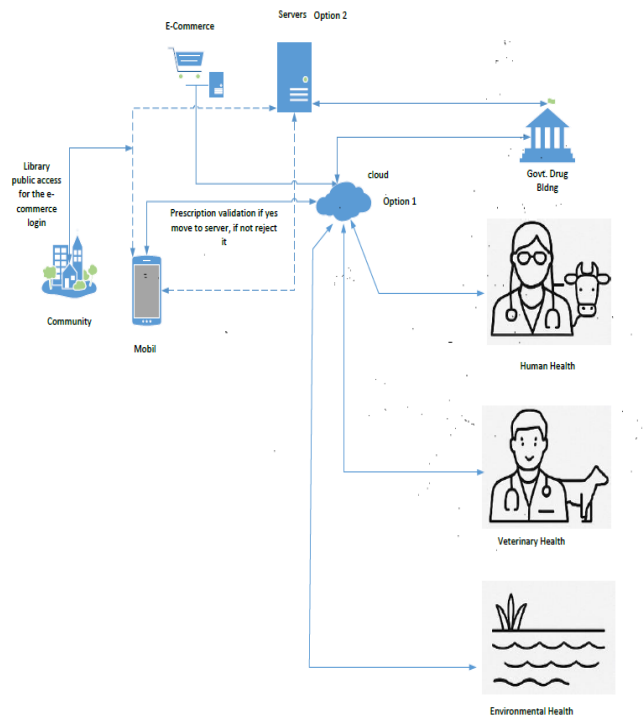 Servers Option 2
E-Commerce
Library
public access
for the e-
commerce
login
cloud
Option 1
Govt. Drug
Bldng
Prescription validation if yes
move to server, if not reject
it
Community
Mobil
Human Health
Veterinary Health
Environmental Health